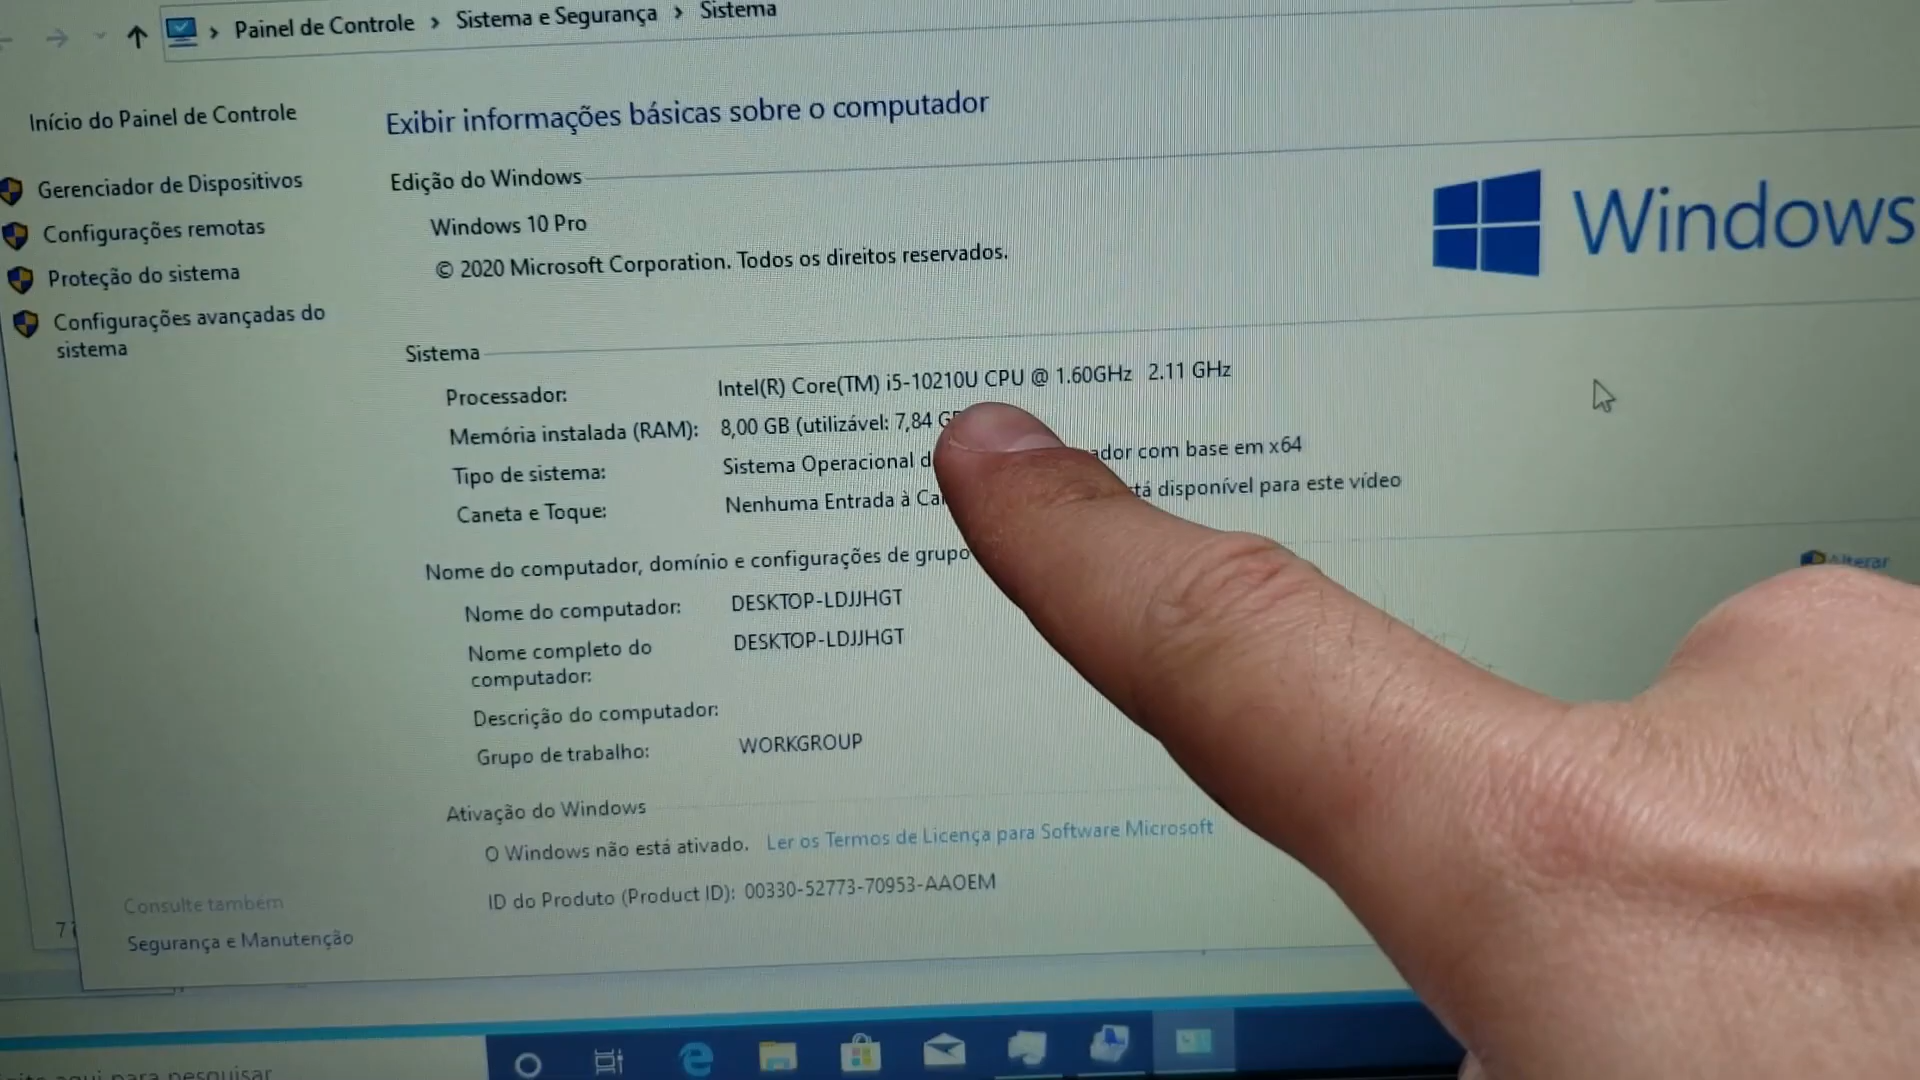 Painel de Controle > Sistema e Segurança > Sistema
Início do Painel de Controle
Gerenciador de Dispositivos
Configurações remotas
Proteção do sistema
Configurações avançadas do
sistema
Exibir informações básicas sobre o computador
Edição do Windows
Windows 10 Pro
© 2020 Microsoft Corporation. Todos os direitos reservados.
Windows
Sistema
Processador: Intel(R) Core(TM) i5-10210U CPU @ 1.60GHz 2.11 GHz
Memória instalada (RAM): 8,00 GB (utilizável: 7,84
Tipo de sistema: Sistema Operacional com base em x64
Caneta e Toque: Nenhuma Entrada à disponível para este vídeo
Nome do computador, domínio e configurações de grupo
Alterar
Nome do computador: DESKTOP-LDJJHGT
Nome completo do DESKTOP-LDJJHGT
computador:
Descrição do computador:
Grupo de trabalho: WORKGROUP
Ativação do Windows
O Windows não está ativado. Ler os Termos de Licença para Software Microsoft
ID do Produto (Product ID): 00330-52773-70953-AAOEM
Consulte também
Segurança e Manutenção
aqui para pesquisar